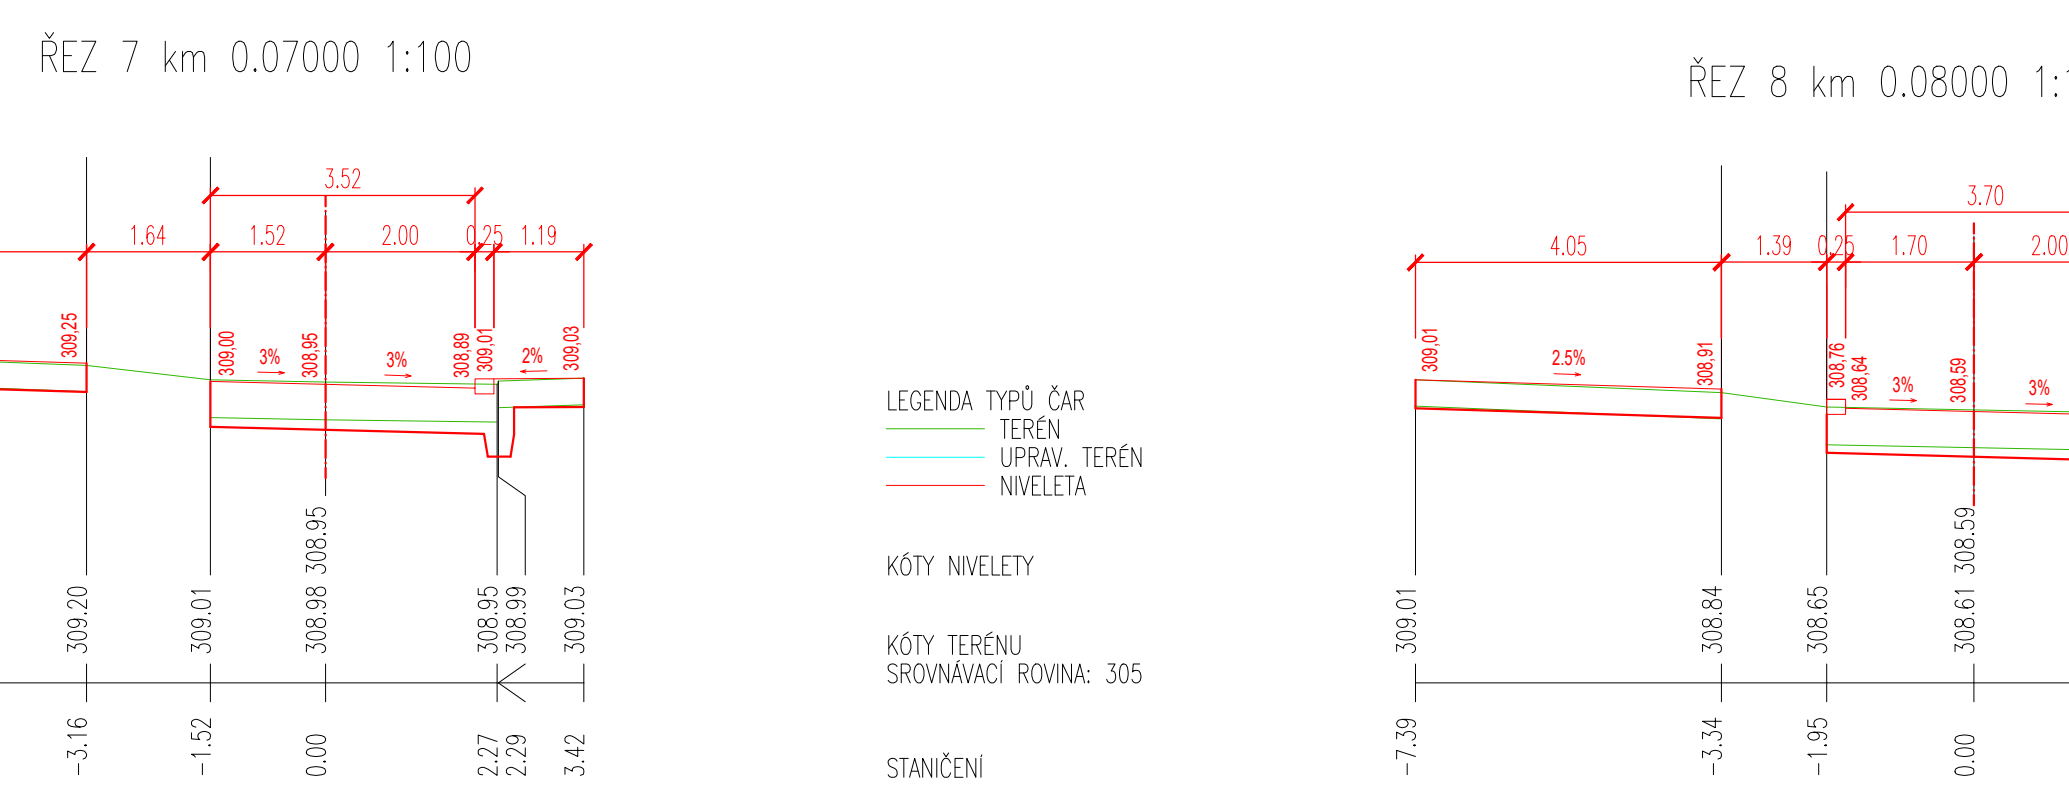 ŘEZ 7 km 0.07000 1:100
3.52
1.64 1.52 2.00 0.25 1.19
309,25 309,00 3% 308,95 3% 308,89 309,01 2% 309,03
309.20 309.01 308.98 308.95 308.95 308.99 309.03
-3.16 -1.52 0.00 2.27 2.29 3.42
LEGENDA TYPŮ ČAR
TERÉN
UPRAV. TERÉN
NIVELETA
KÓTY NIVELETY
KÓTY TERÉNU
SROVNÁVACÍ ROVINA: 305
STANIČENÍ
ŘEZ 8 km 0.08000 1:
3.70
4.05 1.39 0.25 1.70 2.00
309,01 2.5% 308,91 308,76 308,64 3% 308,59 3%
309.01 308.84 308.65 308.61 308.59
-7.39 -3.34 -1.95 0.00